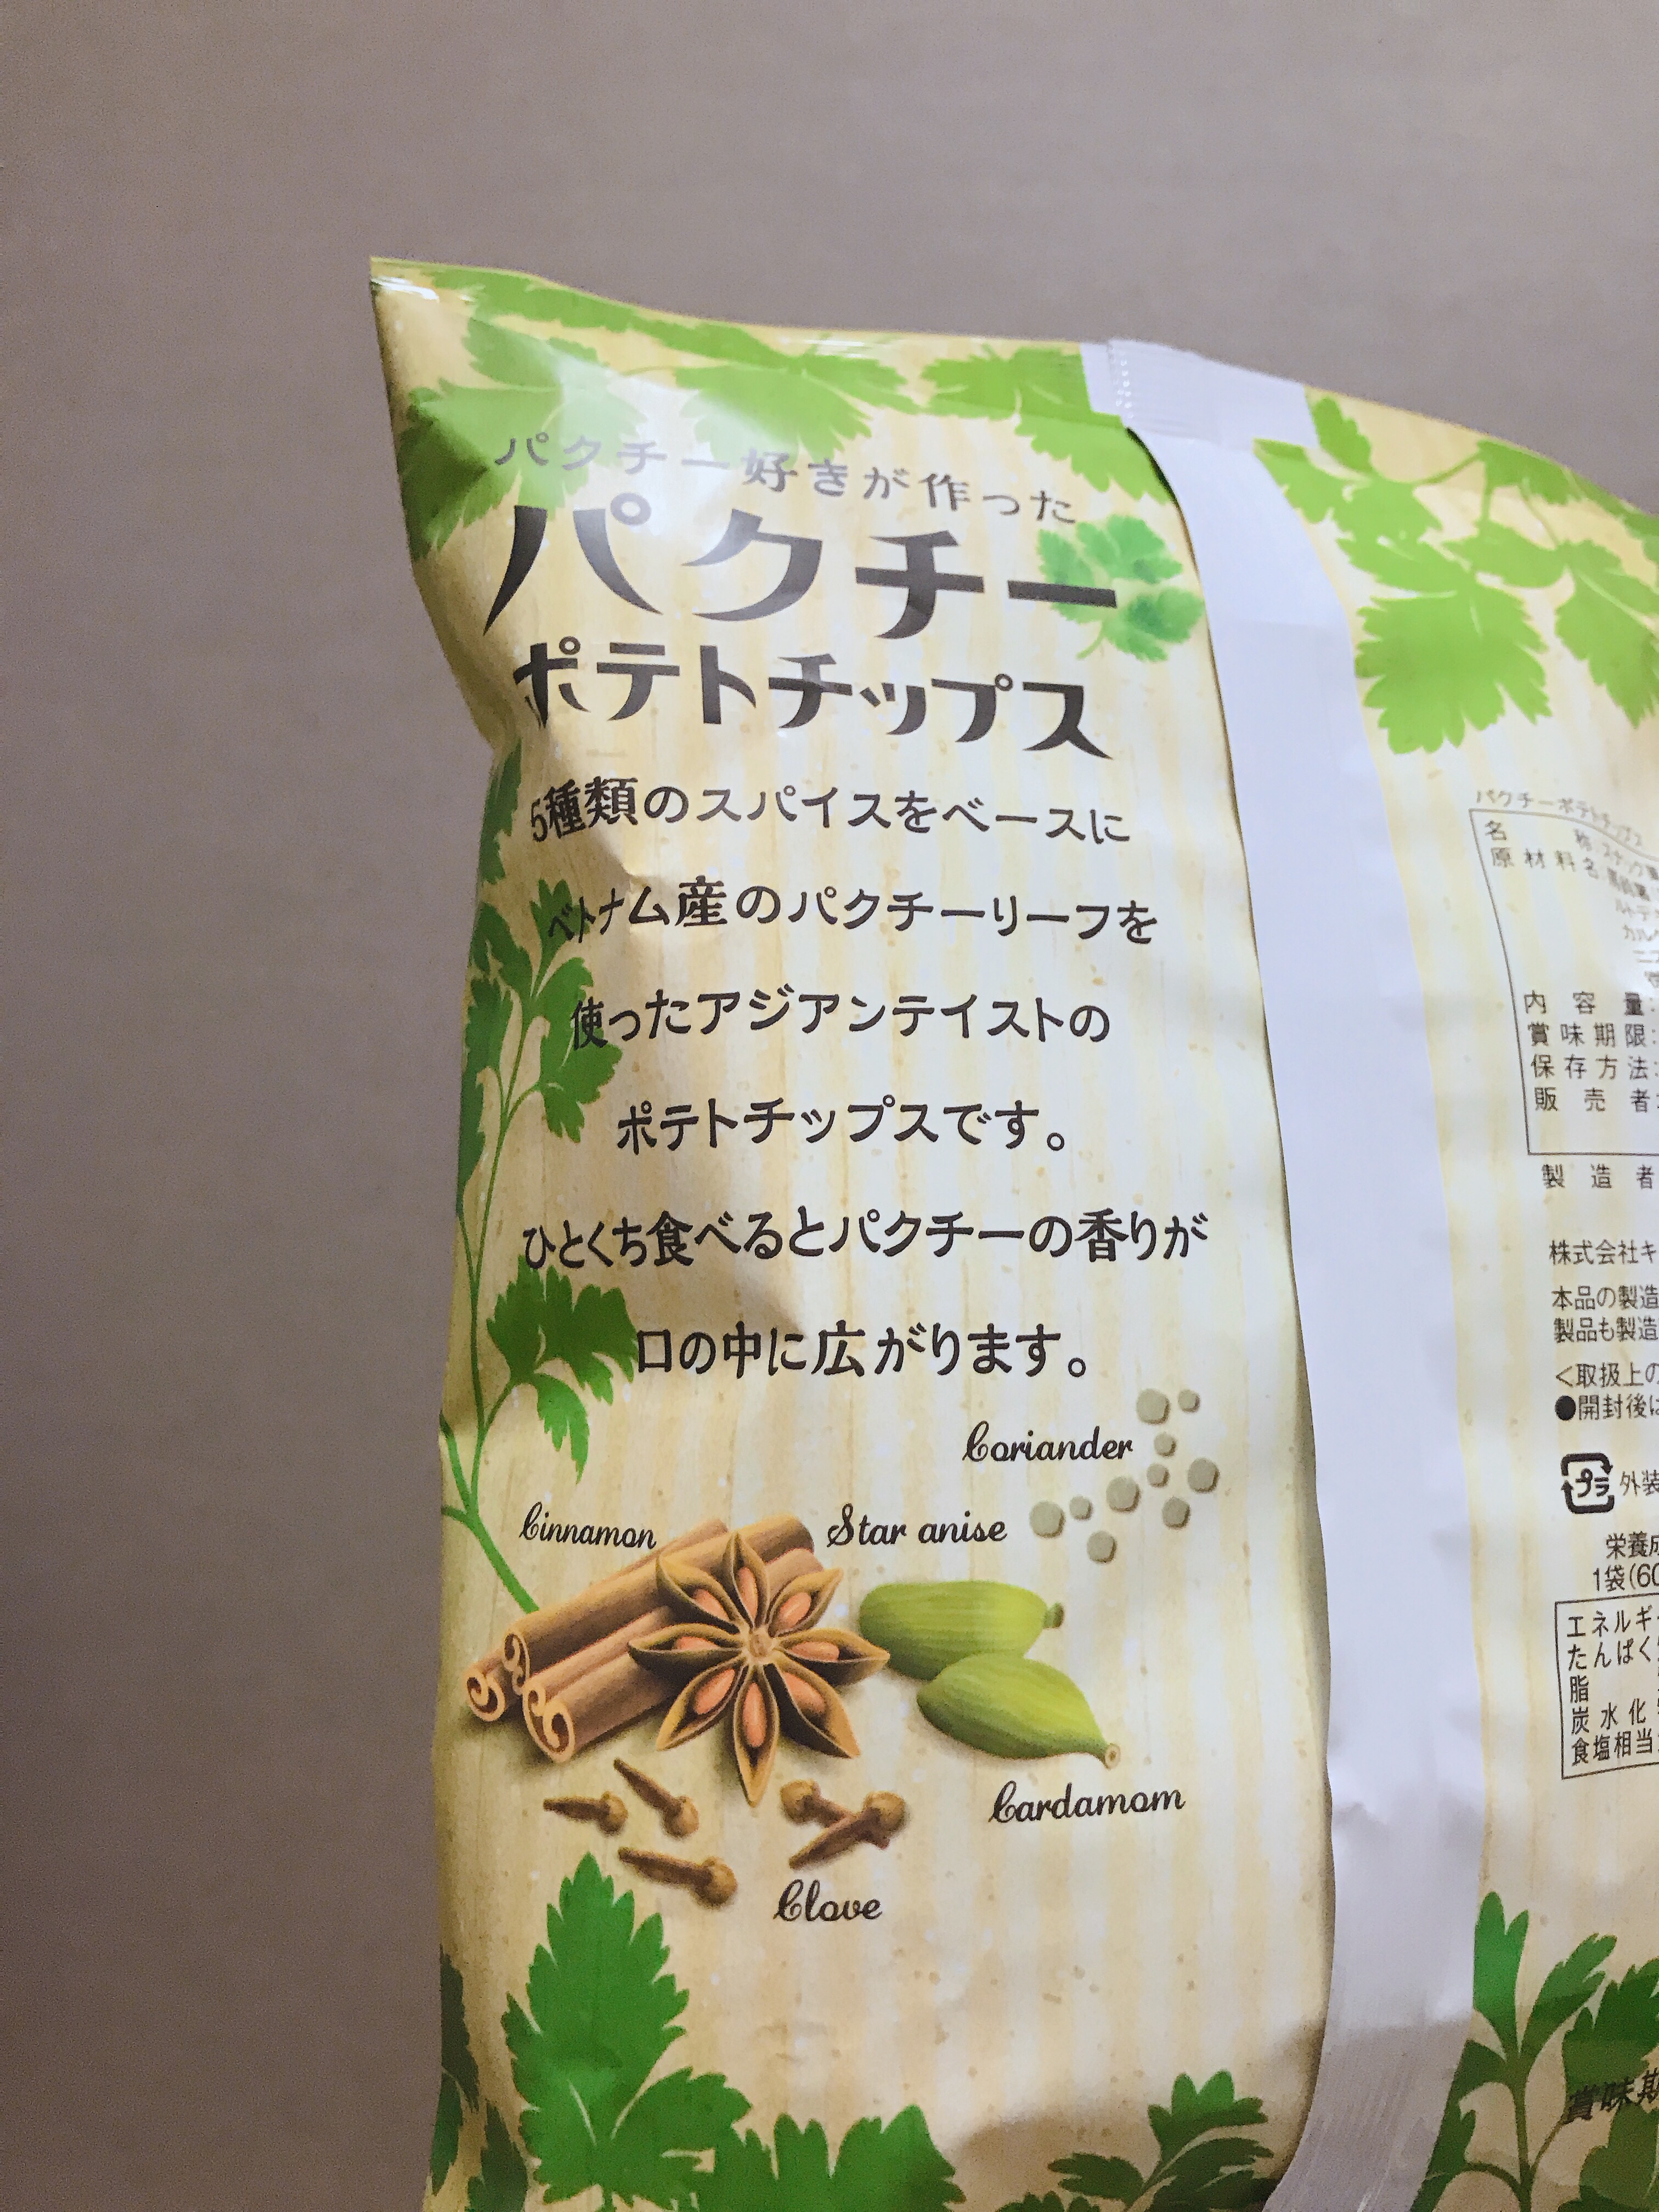 パクチー好きが作った
パクチー
ポテトチップス
5種類のスパイスをベースに
ベトナム産のパクチーリーフを
使ったアジアンテイストの
ポテトチップスです。
ひとくち食べるとパクチーの香りが
口の中に広がります。
Coriander
Cinnamon
Star anise
Cardamom
Clove
パクチーポテトチップス
名称:スナック
原材料名:
内容量:
賞味期限:
保存方法:
販売者:
製造者
株式会社キ
本品の製造
製品も製造
<取扱上の
●開封後は
プラ 外装
栄養成
1袋(60
エネルギー
たんぱく
脂
炭水化
食塩相当
賞味期